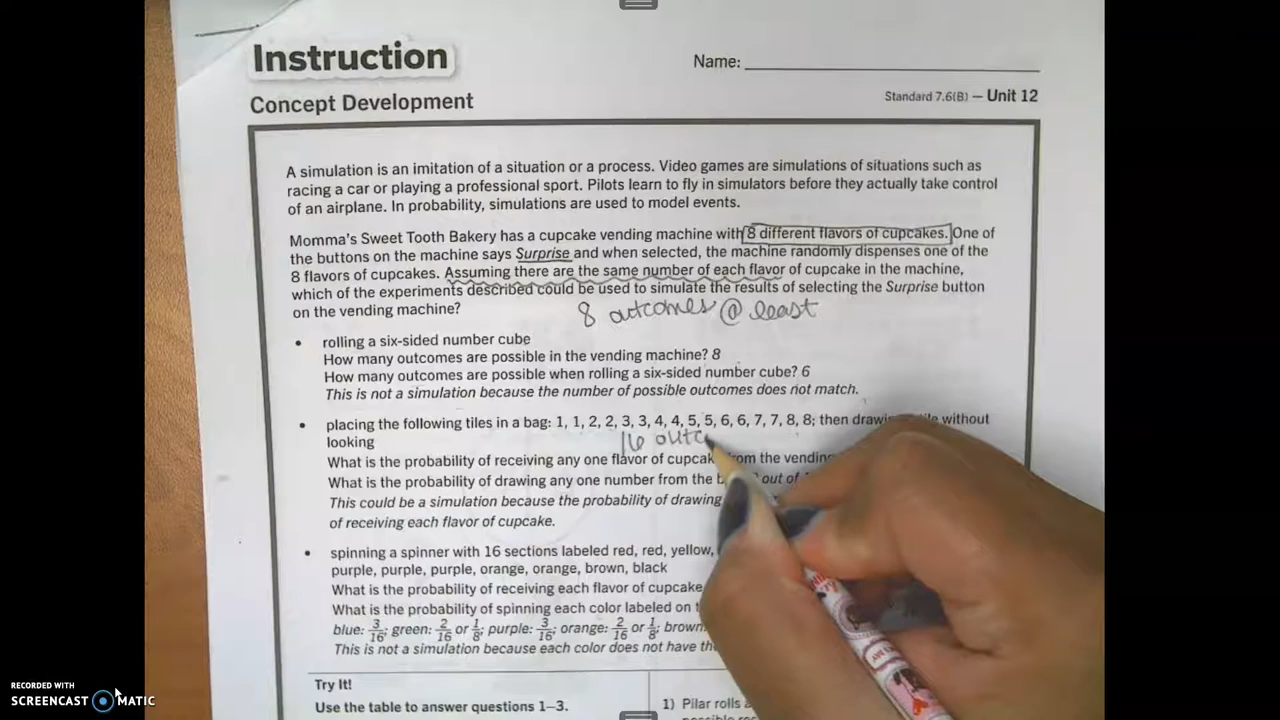 Instruction
Name:
Concept Development
Standard 7.6(B) — Unit 12
A simulation is an imitation of a situation or a process. Video games are simulations of situations such as
racing a car or playing a professional sport. Pilots learn to fly in simulators before they actually take control
of an airplane. In probability, simulations are used to model events.
Momma's Sweet Tooth Bakery has a cupcake vending machine with 8 different flavors of cupcakes. One of
the buttons on the machine says Surprise and when selected, the machine randomly dispenses one of the
8 flavors of cupcakes. Assuming there are the same number of each flavor of cupcake in the machine,
which of the experiments described could be used to simulate the results of selecting the Surprise button
on the vending machine?
8 outcomes @ least
• rolling a six-sided number cube
How many outcomes are possible in the vending machine? 8
How many outcomes are possible when rolling a six-sided number cube? 6
This is not a simulation because the number of possible outcomes does not match.
• placing the following tiles in a bag: 1, 1, 2, 2, 3, 3, 4, 4, 5, 5, 6, 6, 7, 7, 8, 8; then without
looking
16 outc
What is the probability of receiving any one flavor of from the
What is the probability of drawing any one number from the out of
This could be a simulation because the probability of drawing
of receiving each flavor of cupcake.
• spinning a spinner with 16 sections labeled red, red, yellow,
purple, purple, purple, orange, orange, brown, black
What is the probability of receiving each flavor of cupcake
What is the probability of spinning each color labeled on
blue: 3/16; green: 2/16 or 1/8; purple: 3/16; orange: 2/16 or 1/8; brown:
This is not a simulation because each color does not have
Try It!
Use the table to answer questions 1–3.
1) Pilar rolls
RECORDED WITH
SCREENCAST MATIC